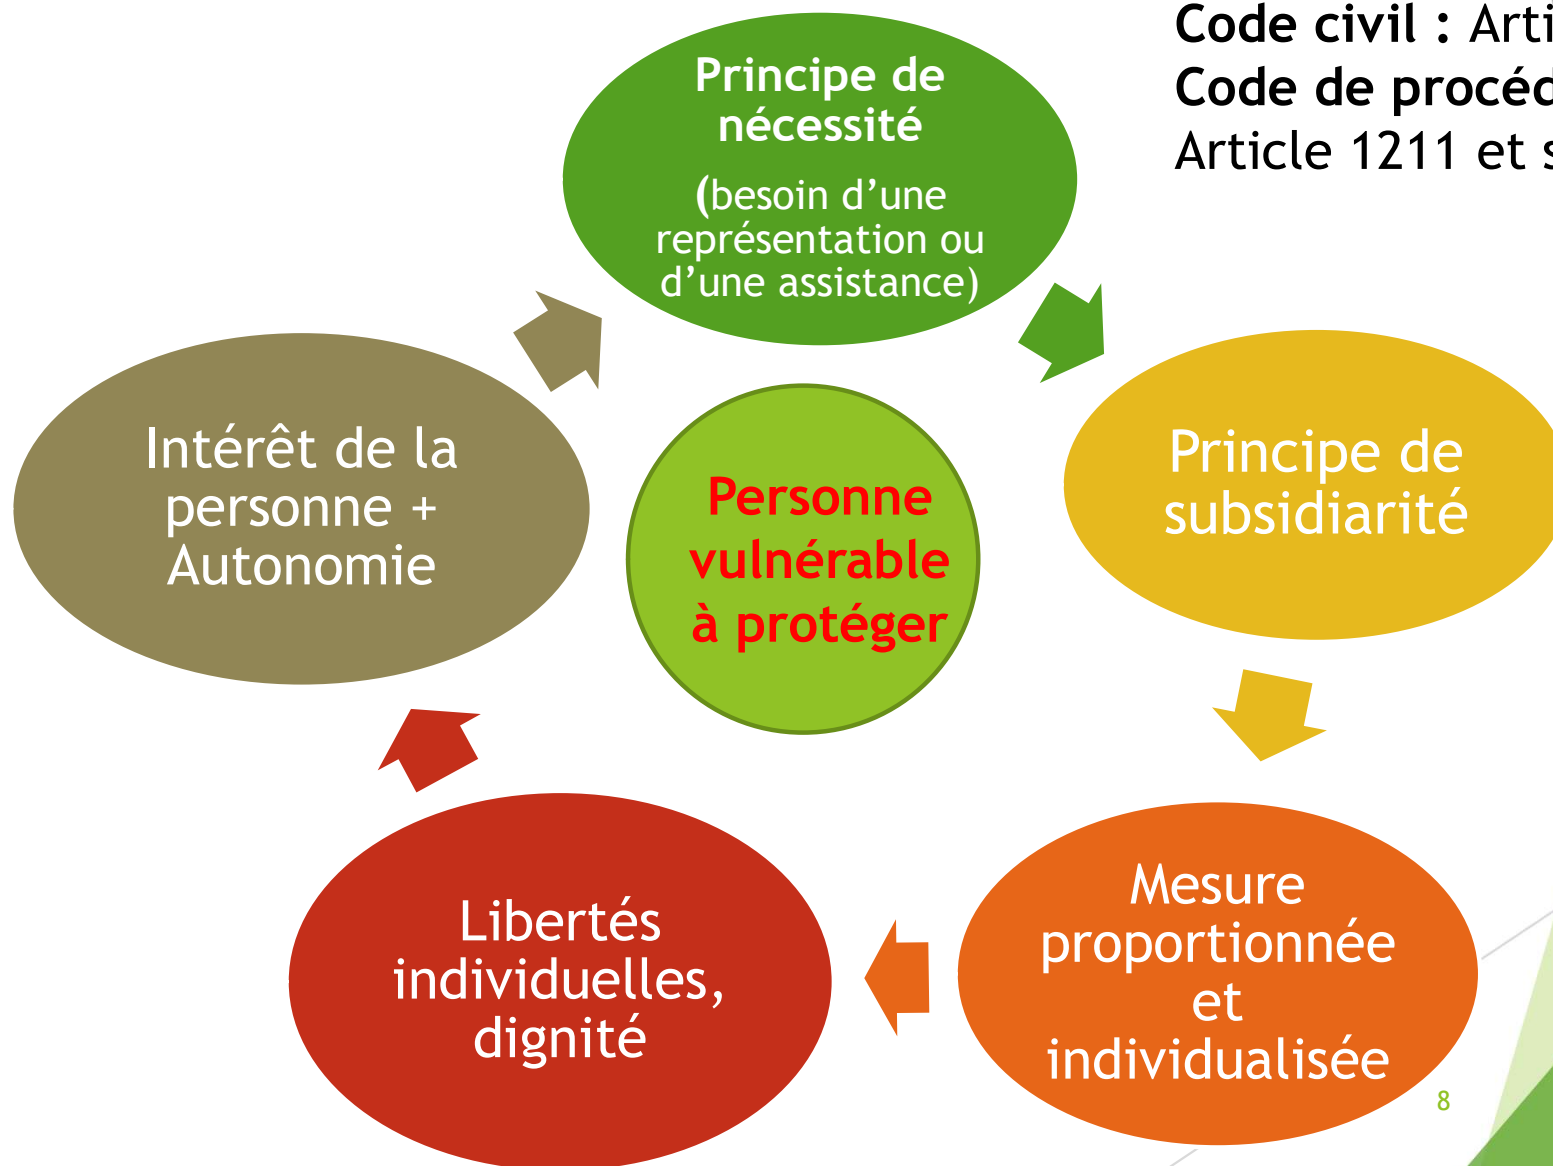 Code civil : Arti
Code de procéd
Article 1211 et s
Principe de
nécessité
(besoin d’une
représentation ou
d’une assistance)
Principe de
subsidiarité
Mesure
proportionnée
et
individualisée
Libertés
individuelles,
dignité
Intérêt de la
personne +
Autonomie
Personne
vulnérable
à protéger
8